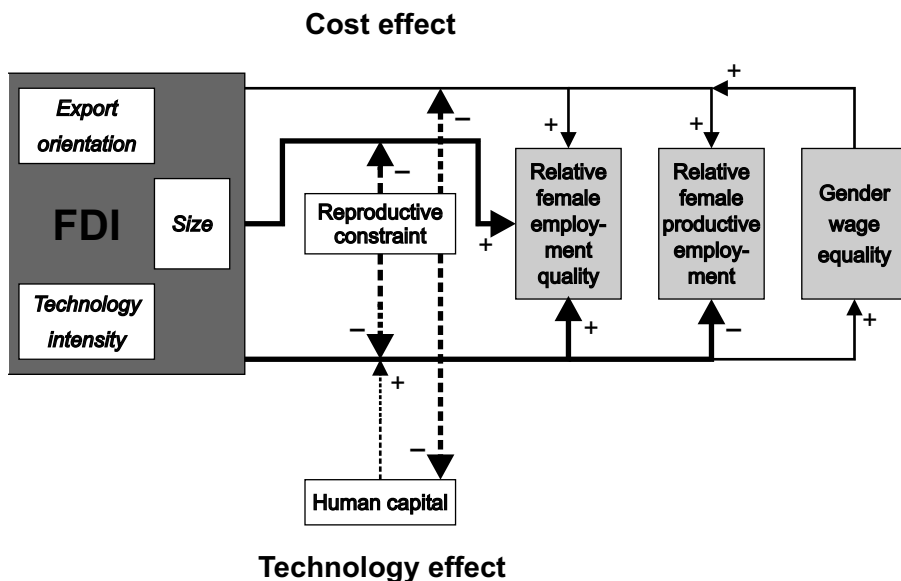 Cost effect
Export
orientation
FDI
Size
Technology
intensity
Reproductive
constraint
Human capital
Relative
female
employ-
ment
quality
Relative
female
productive
employ-
ment
Gender
wage
equality
+
+
+
–
–
+
–
+
–
+
+
–
Technology effect